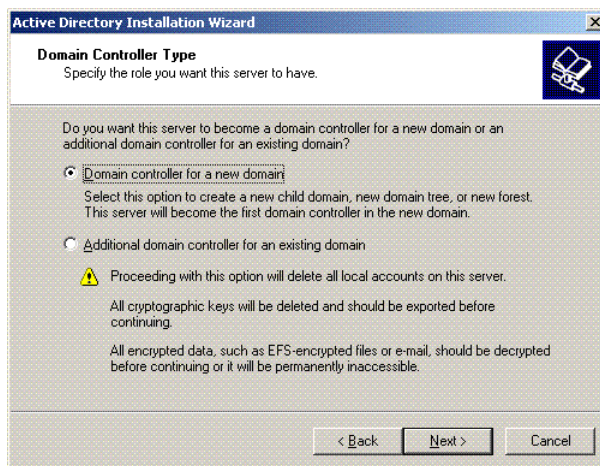 Active Directory Installation Wizard
Domain Controller Type
Specify the role you want this server to have.
Do you want this server to become a domain controller for a new domain or an
additional domain controller for an existing domain?
Domain controller for a new domain
Select this option to create a new child domain, new domain tree, or new forest.
This server will become the first domain controller in the new domain.
Additional domain controller for an existing domain
Proceeding with this option will delete all local accounts on this server.
All cryptographic keys will be deleted and should be exported before
continuing.
All encrypted data, such as EFS-encrypted files or e-mail, should be decrypted
before continuing or it will be permanently inaccessible.
< Back Next > Cancel